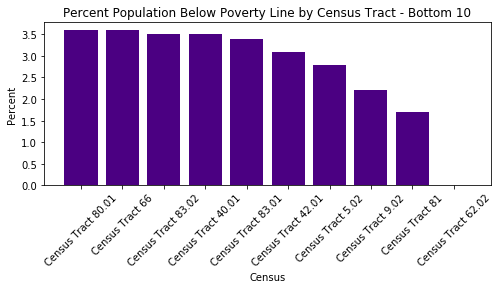 Percent Population Below Poverty Line by Census Tract - Bottom 10
Percent
3.5
3.0
2.5
2.0
1.5
1.0
0.5
0.0
Census Tract 80.01
Census Tract 66
Census Tract 83.02
Census Tract 40.01
Census Tract 83.01
Census Tract 42.01
Census Tract 5.02
Census Tract 9.02
Census Tract 81
Census Tract 62.02
Census